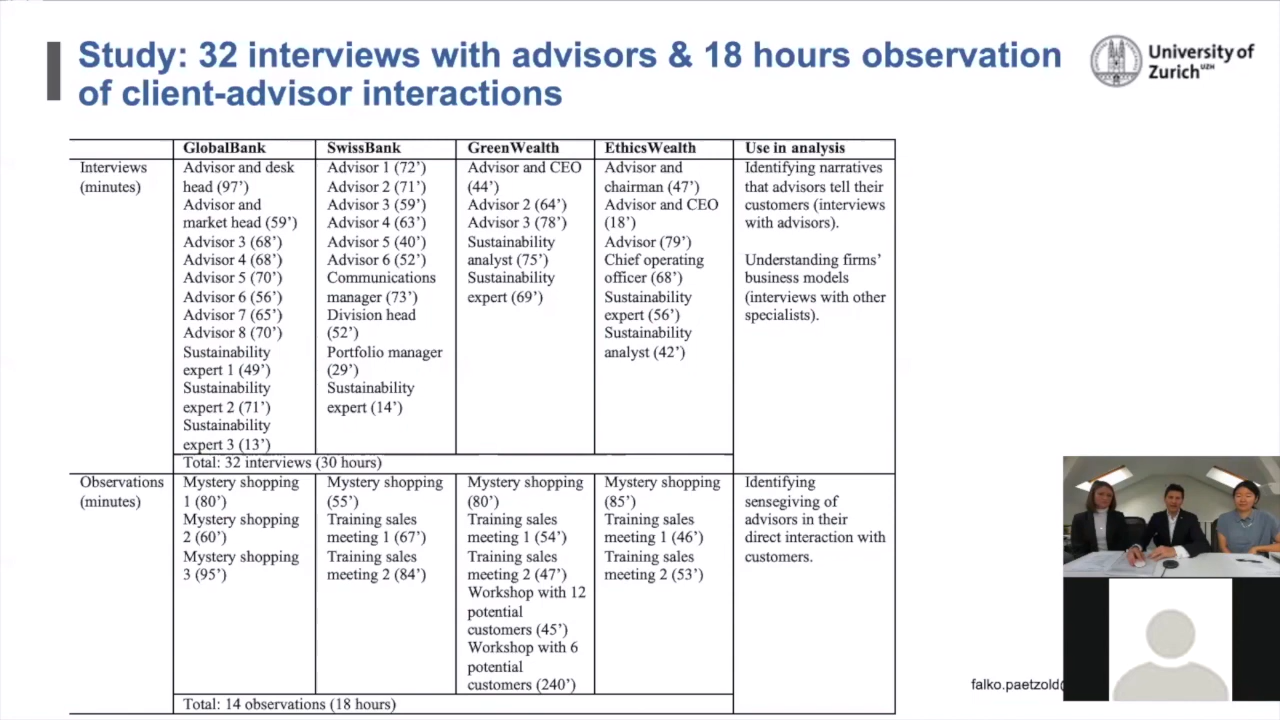 Study: 32 interviews with advisors & 18 hours observation
of client-advisor interactions
University of
Zurich UZH
GlobalBank
SwissBank
GreenWealth
EthicsWealth
Use in analysis
Interviews
(minutes)
Advisor and desk
head (97’)
Advisor and
market head (59’)
Advisor 3 (68’)
Advisor 4 (68’)
Advisor 5 (70’)
Advisor 6 (56’)
Advisor 7 (65’)
Advisor 8 (70’)
Sustainability
expert 1 (49’)
Sustainability
expert 2 (71’)
Sustainability
expert 3 (13’)
Advisor 1 (72’)
Advisor 2 (71’)
Advisor 3 (59’)
Advisor 4 (63’)
Advisor 5 (40’)
Advisor 6 (52’)
Communications
manager (73’)
Division head
(52’)
Portfolio manager
(29’)
Sustainability
expert (14’)
Advisor and CEO
(44’)
Advisor 2 (64’)
Advisor 3 (78’)
Sustainability
analyst (75’)
Sustainability
expert (69’)
Advisor and
chairman (47’)
Advisor and CEO
(18’)
Advisor (79’)
Chief operating
officer (68’)
Sustainability
expert (56’)
Sustainability
analyst (42’)
Identifying narratives
that advisors tell their
customers (interviews
with advisors).
Understanding firms’
business models
(interviews with other
specialists).
Total: 32 interviews (30 hours)
Observations
(minutes)
Mystery shopping
1 (80’)
Mystery shopping
2 (60’)
Mystery shopping
3 (95’)
Mystery shopping
(55’)
Training sales
meeting 1 (67’)
Training sales
meeting 2 (84’)
Mystery shopping
(80’)
Training sales
meeting 1 (54’)
Training sales
meeting 2 (47’)
Workshop with 12
potential
customers (45’)
Workshop with 6
potential
customers (240’)
Mystery shopping
(85’)
Training sales
meeting 1 (46’)
Training sales
meeting 2 (53’)
Identifying
sensegiving of
advisors in their
direct interaction with
customers.
Total: 14 observations (18 hours)
falko.paetzold@